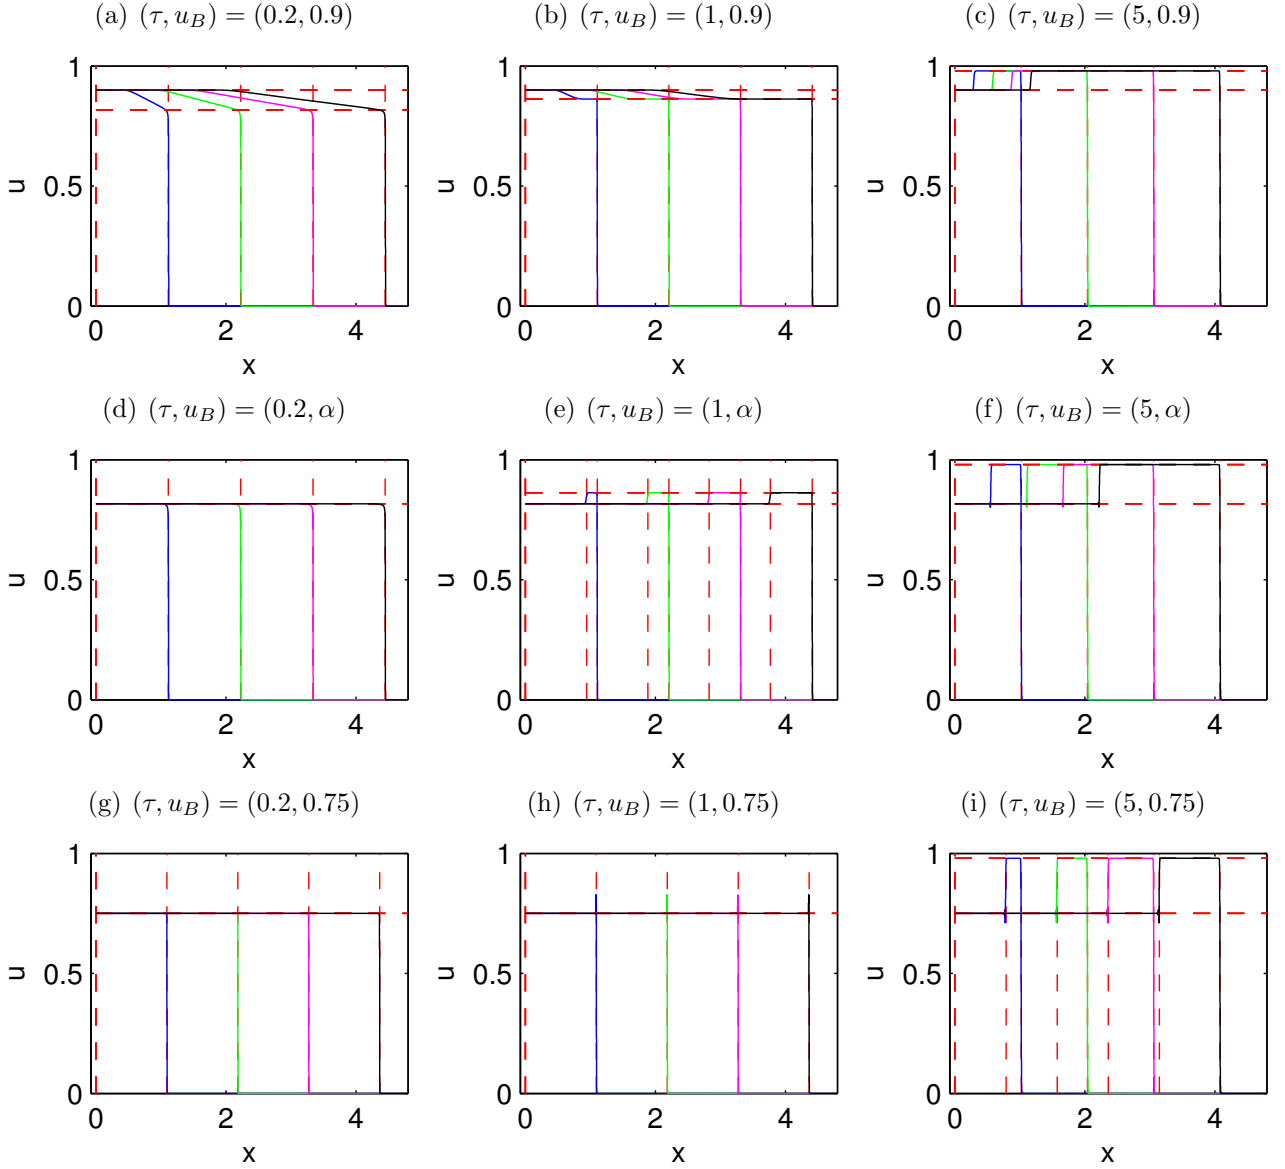 (a) (τ, u_B) = (0.2, 0.9)
(b) (τ, u_B) = (1, 0.9)
(c) (τ, u_B) = (5, 0.9)
1
0.5
0
u
0 2 4
x
1
0.5
0
u
0 2 4
x
1
0.5
0
u
0 2 4
x
(d) (τ, u_B) = (0.2, α)
(e) (τ, u_B) = (1, α)
(f) (τ, u_B) = (5, α)
1
0.5
0
u
0 2 4
x
1
0.5
0
u
0 2 4
x
1
0.5
0
u
0 2 4
x
(g) (τ, u_B) = (0.2, 0.75)
(h) (τ, u_B) = (1, 0.75)
(i) (τ, u_B) = (5, 0.75)
1
0.5
0
u
0 2 4
x
1
0.5
0
u
0 2 4
x
1
0.5
0
u
0 2 4
x